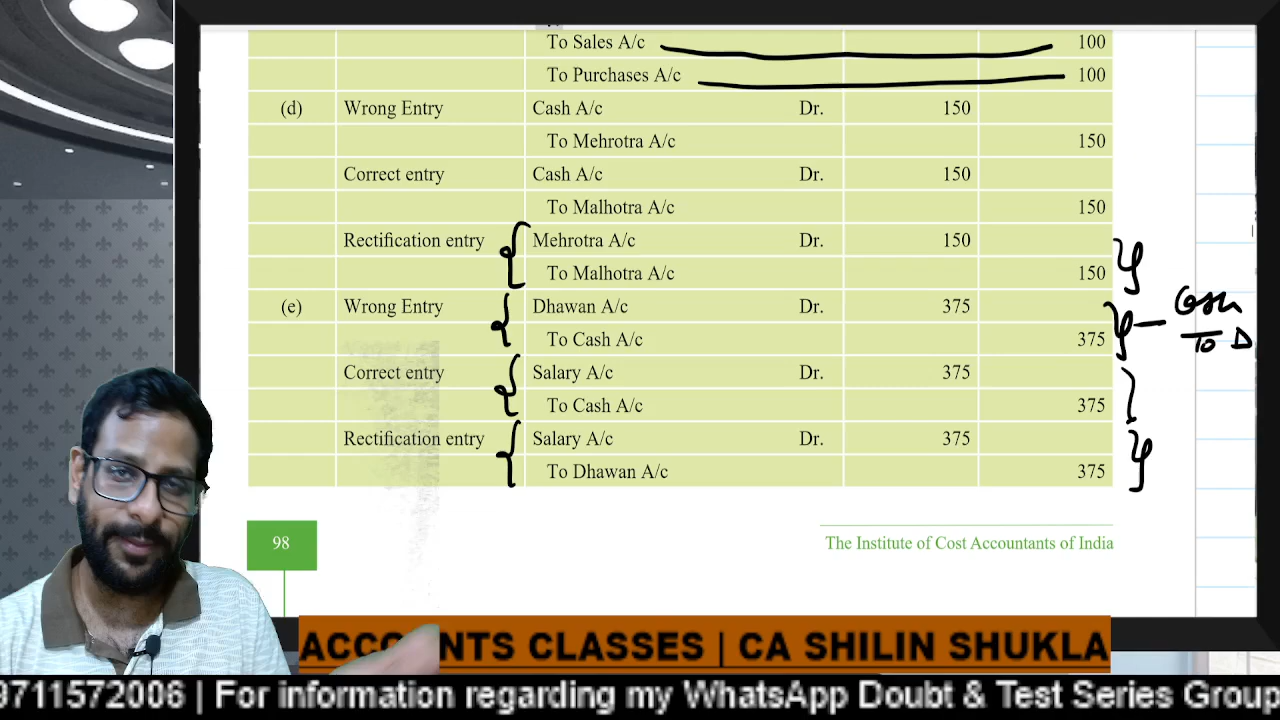 To Sales A/c 100
To Purchases A/c 100
(d) Wrong Entry Cash A/c Dr. 150
To Mehrotra A/c 150
Correct entry Cash A/c Dr. 150
To Malhotra A/c 150
Rectification entry Mehrotra A/c Dr. 150
To Malhotra A/c 150
(e) Wrong Entry Dhawan A/c Dr. 375
To Cash A/c 375
Cash
To D
Correct entry Salary A/c Dr. 375
To Cash A/c 375
Rectification entry Salary A/c Dr. 375
To Dhawan A/c 375
98 The Institute of Cost Accountants of India
ACCOUNTS CLASSES | CA SHUKLA
9711572006 | For information regarding my WhatsApp Doubt & Test Series Group